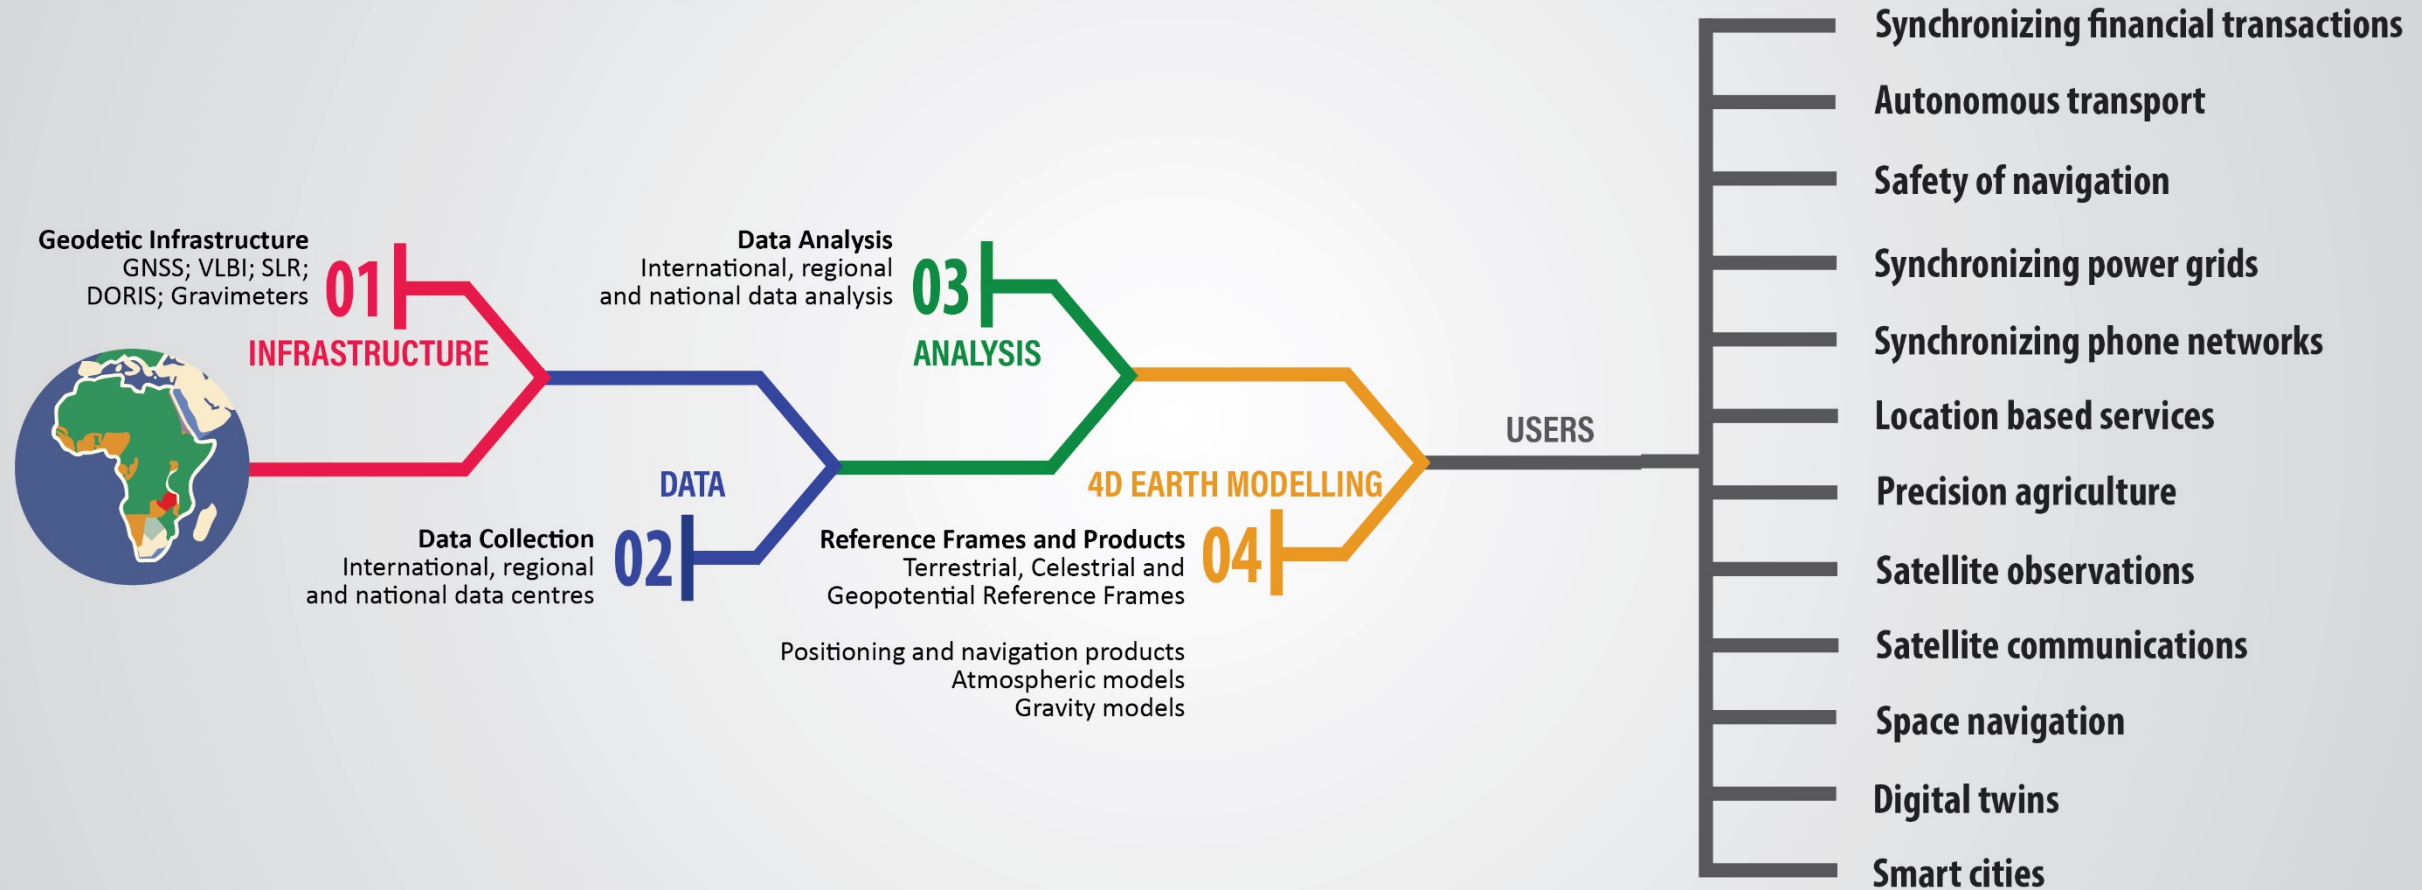 Geodetic Infrastructure
GNSS; VLBI; SLR;
DORIS; Gravimeters
01
INFRASTRUCTURE
DATA
Data Collection
International, regional
and national data centres
02
Data Analysis
International, regional
and national data analysis
03
ANALYSIS
4D EARTH MODELLING
Reference Frames and Products
Terrestrial, Celestrial and
Geopotential Reference Frames
04
Positioning and navigation products
Atmospheric models
Gravity models
USERS
Synchronizing financial transactions
Autonomous transport
Safety of navigation
Synchronizing power grids
Synchronizing phone networks
Location based services
Precision agriculture
Satellite observations
Satellite communications
Space navigation
Digital twins
Smart cities